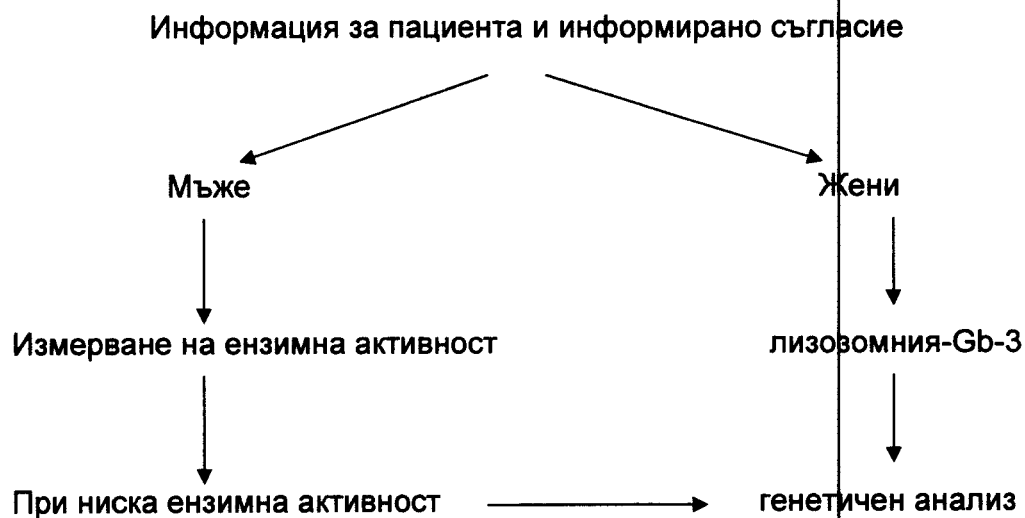 Информация за пациента и информирано съгласие
Мъже
Жени
Измерване на ензимна активност
лизозомния-Gb-3
При ниска ензимна активност
генетичен анализ